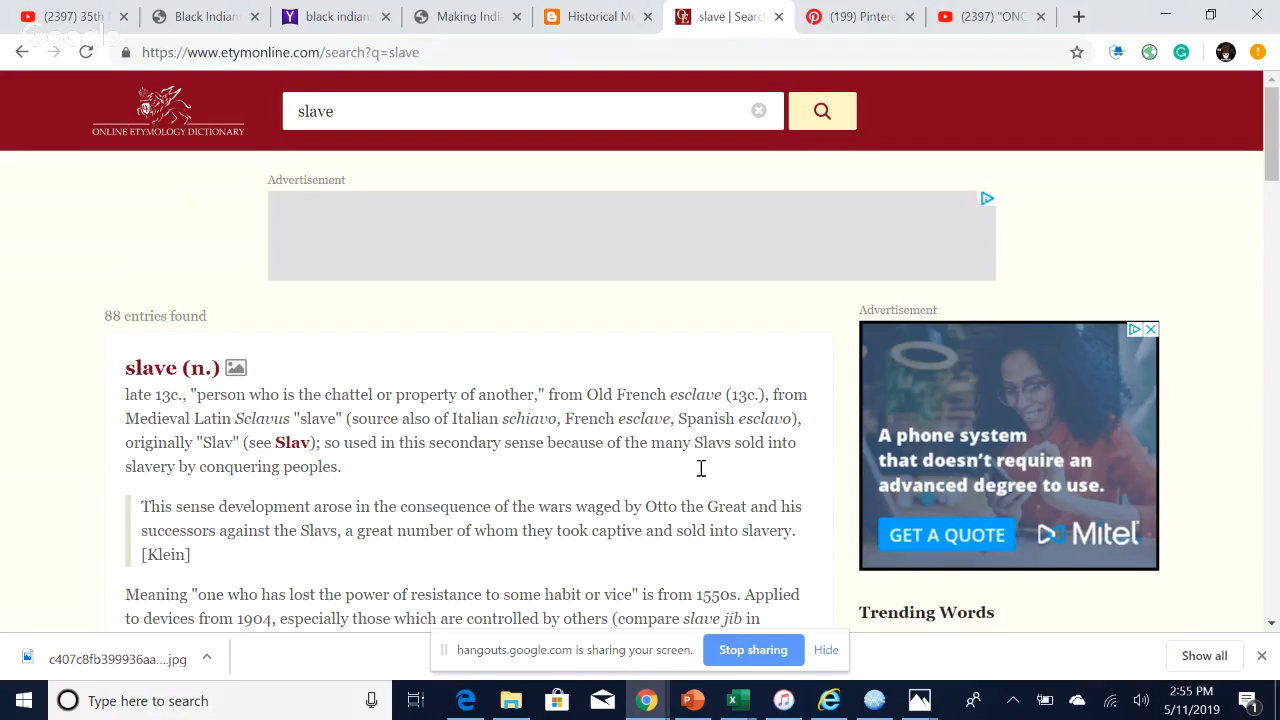 (2397) 35th
Black Indian
black indians
Making Indi
Historical Me
slave | Searc
(199) Pintere
(2397) "ONC
https://www.etymonline.com/search?q=slave
Google
ONLINE ETYMOLOGY DICTIONARY
slave
Advertisement
88 entries found
slave (n.)
late 13c., "person who is the chattel or property of another," from Old French esclave (13c.), from
Medieval Latin Sclavus "slave" (source also of Italian schiavo, French esclave, Spanish esclavo),
originally "Slav" (see Slav); so used in this secondary sense because of the many Slavs sold into
slavery by conquering peoples.
This sense development arose in the consequence of the wars waged by Otto the Great and his
successors against the Slavs, a great number of whom they took captive and sold into slavery.
[Klein]
Meaning "one who has lost the power of resistance to some habit or vice" is from 1550s. Applied
to devices from 1904, especially those which are controlled by others (compare slave jib in
Advertisement
A phone system
that doesn't require an
advanced degree to use.
GET A QUOTE
Mitel
Trending Words
hangouts.google.com is sharing your screen.
Stop sharing
Hide
c407c8fb399936aa....jpg
Show all
Type here to search
2:55 PM
5/11/2019
1